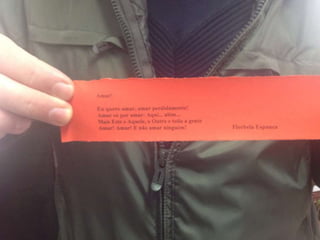 Amar!
Eu quero amar, amar perdidamente!
Amar só por amar: Aqui... além...
Mais Este e Aquele, o Outro e toda a gente
Amar! Amar! E não amar ninguém!
Florbela Espanca